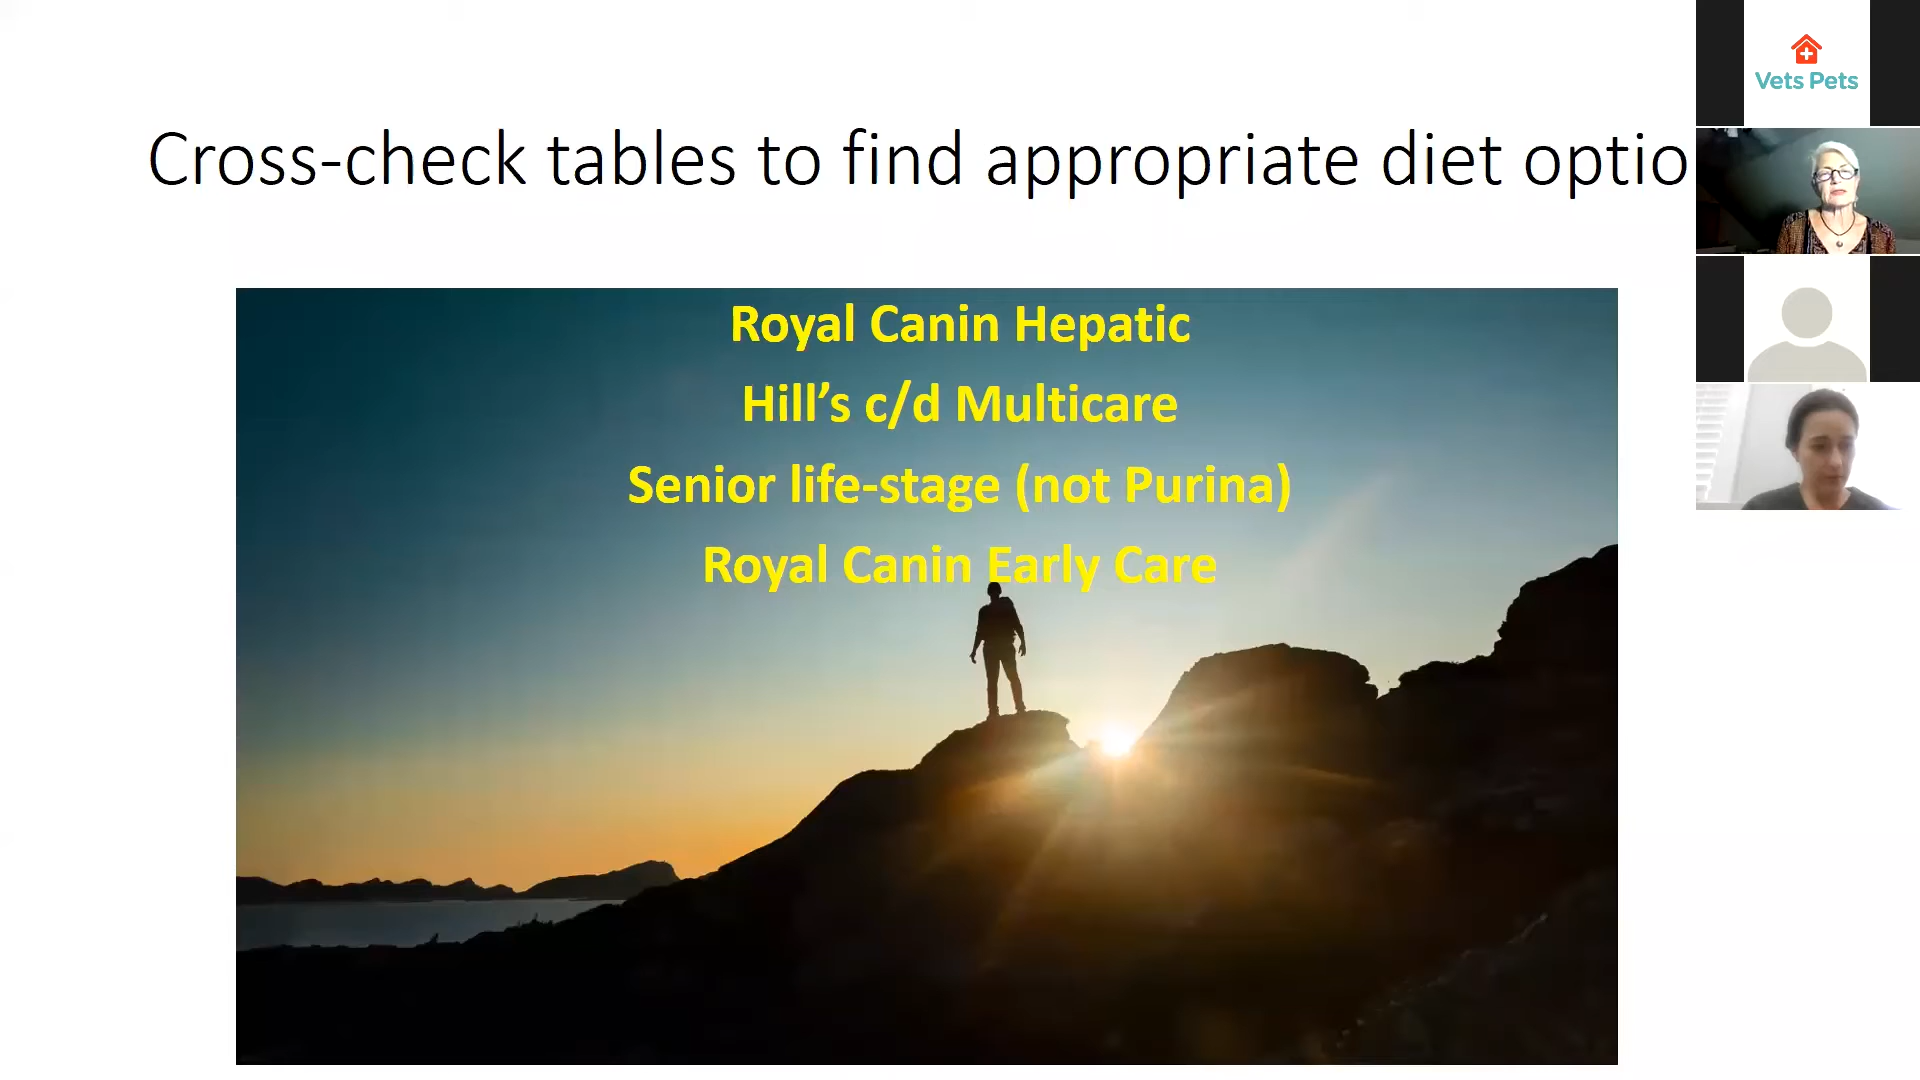 Cross-check tables to find appropriate diet optio
Royal Canin Hepatic
Hill’s c/d Multicare
Senior life-stage (not Purina)
Royal Canin Early Care
Vets Pets